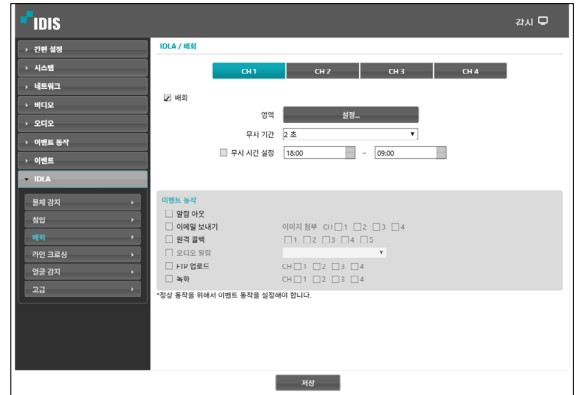 IDIS
감시
간편 설정
시스템
네트워크
비디오
오디오
이벤트 동작
이벤트
IDLA
물체 감지
침입
배회
라인 크로싱
얼굴 감지
고급
IDLA / 배회
CH 1 CH 2 CH 3 CH 4
배회
영역 설정...
무시 기간 2 초
무시 시간 설정 18:00 ... ~ 09:00 ...
이벤트 동작
알람 아웃
이메일 보내기 이미지 첨부 CH 1 2 3 4
원격 콜백 1 2 3 4 5
오디오 알람
FTP 업로드 CH 1 2 3 4
녹화 CH 1 2 3 4
*정상 동작을 위해서 이벤트 동작을 설정해야 합니다.
저장